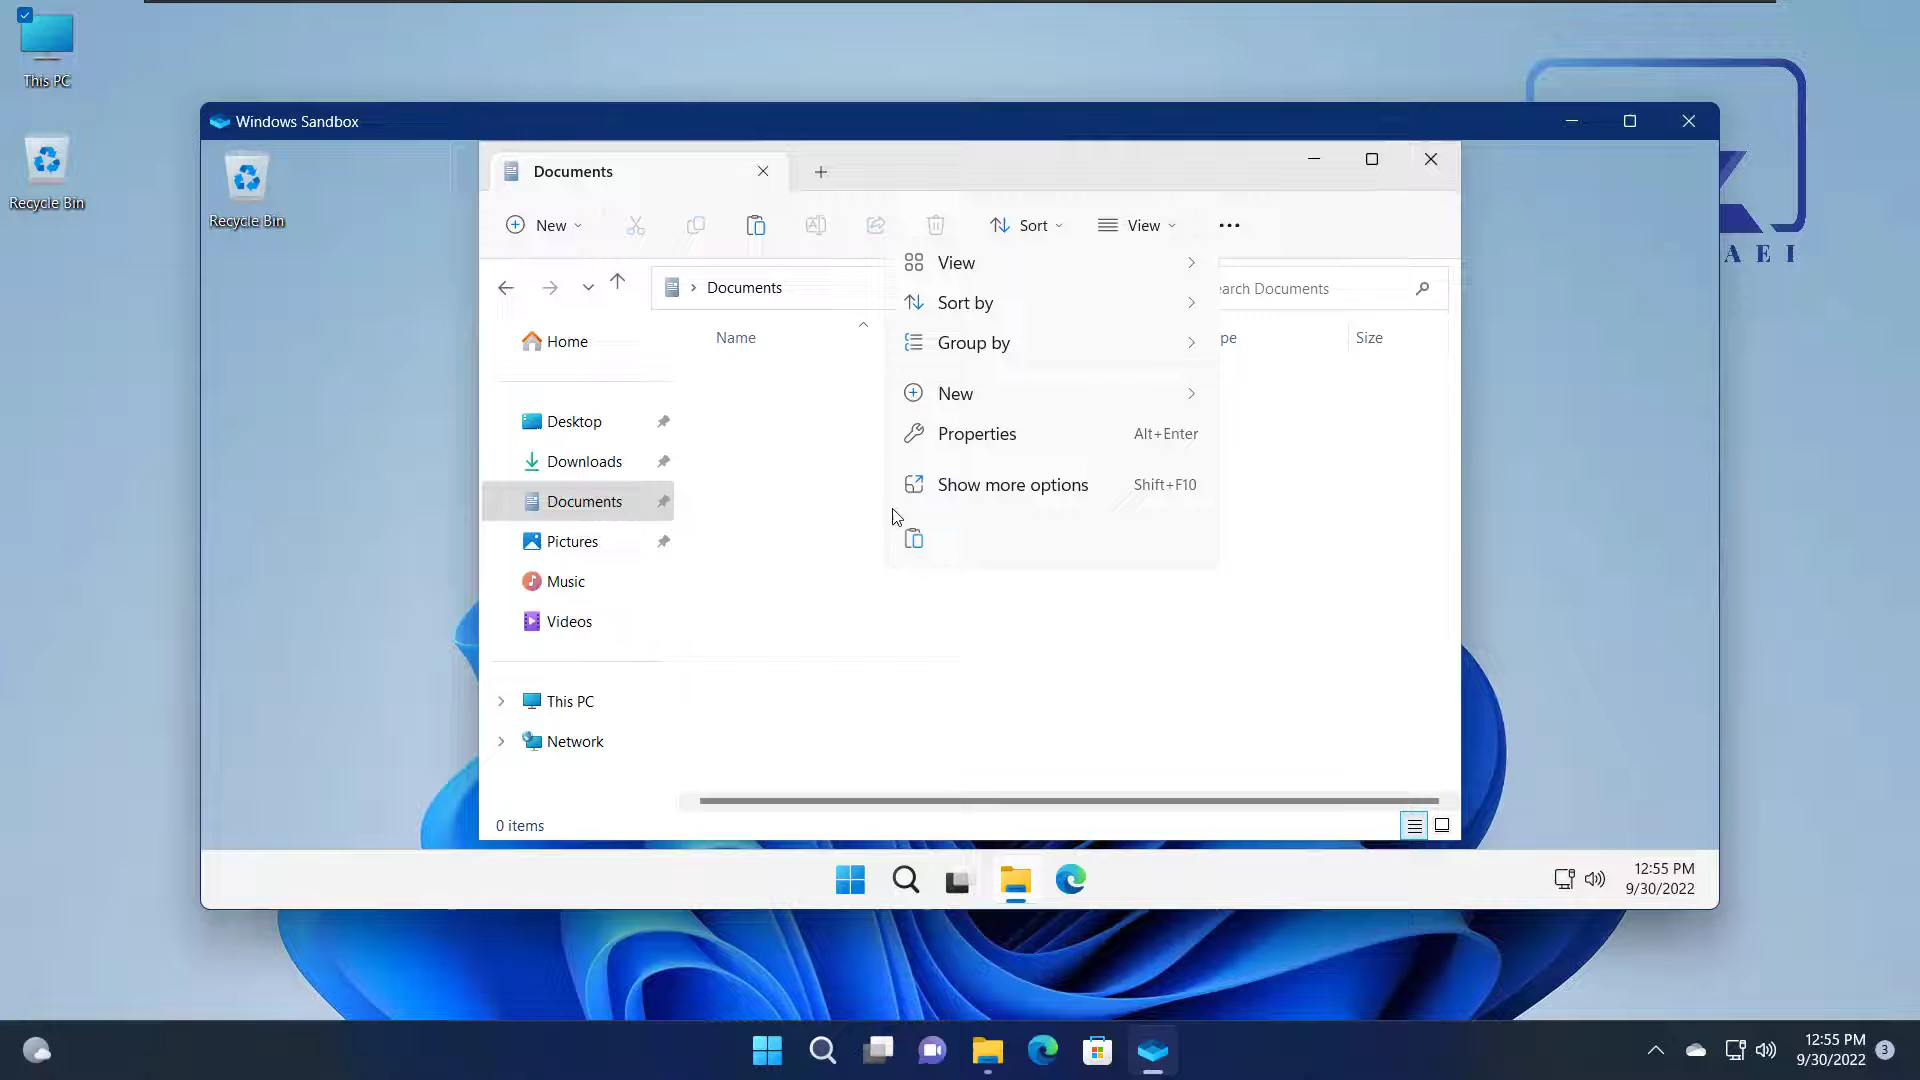 This PC
Recycle Bin
AEI
Windows Sandbox
Recycle Bin
Documents
New
Sort
View
Documents
earch Documents
Name
pe
Size
Home
Desktop
Downloads
Documents
Pictures
Music
Videos
This PC
Network
View
Sort by
Group by
New
Properties Alt+Enter
Show more options Shift+F10
0 items
12:55 PM
9/30/2022
12:55 PM
9/30/2022
3